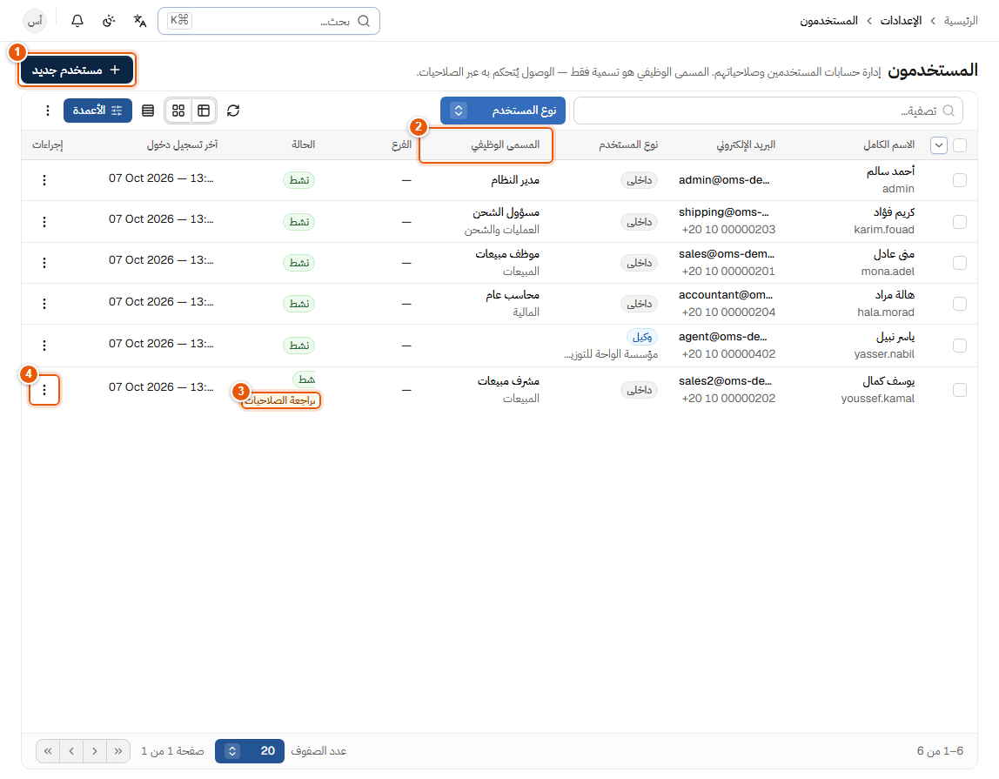 الرئيسية › الإعدادات › المستخدمون
بحث... ⌘K
أس
المستخدمون
إدارة حسابات المستخدمين وصلاحياتهم. المسمى الوظيفي هو تسمية فقط — الوصول يُتحكم به عبر الصلاحيات.
1
+ مستخدم جديد
تصفية...
نوع المستخدم
الأعمدة
2
الاسم الكامل البريد الإلكتروني نوع المستخدم المسمى الوظيفي الفرع الحالة آخر تسجيل دخول إجراءات
أحمد سالم admin@oms-de... داخلي مدير النظام — نشط 07 Oct 2026 — 13:...
admin
كريم فؤاد shipping@oms-... داخلي مسؤول الشحن — نشط 07 Oct 2026 — 13:...
karim.fouad +20 10 00000203 العمليات والشحن
منى عادل sales@oms-dem... داخلي موظف مبيعات — نشط 07 Oct 2026 — 13:...
mona.adel +20 10 00000201 المبيعات
هالة مراد accountant@om... داخلي محاسب عام — نشط 07 Oct 2026 — 13:...
hala.morad +20 10 00000204 المالية
ياسر نبيل agent@oms-de... وكيل — نشط 07 Oct 2026 — 13:...
yasser.nabil +20 10 00000402 مؤسسة الواحة للتوزيـ...
يوسف كمال sales2@oms-de... داخلي مشرف مبيعات — نشط 07 Oct 2026 — 13:...
youssef.kamal +20 10 00000202 المبيعات
3
مراجعة الصلاحيات
4
1–6 من 6
عدد الصفوف 20 صفحة 1 من 1